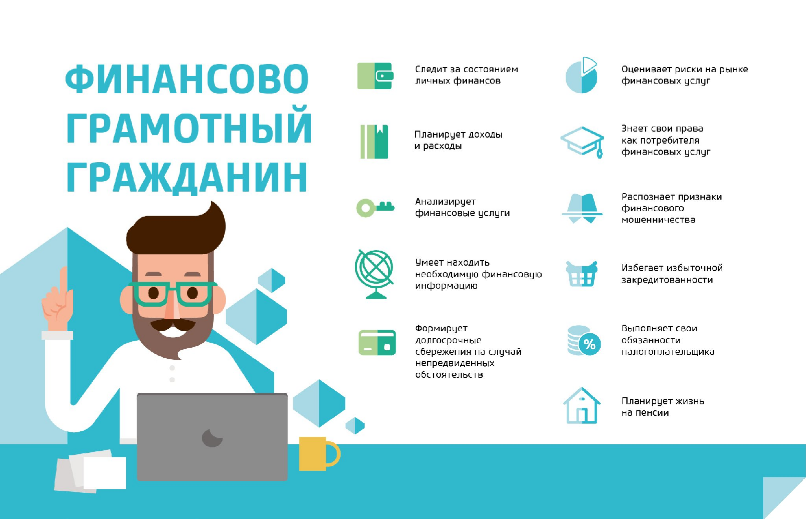 ФИНАНСОВО
ГРАМОТНЫЙ
ГРАЖДАНИН
Следит за состоянием
личных финансов
Планирует доходы
и расходы
Анализирует
финансовые услуги
Умеет находить
необходимую финансовую
информацию
Формирует
долгосрочные
сбережения на случай
непредвиденных
обстоятельств
Оценивает риски на рынке
финансовых услуг
Знает свои права
как потребителя
финансовых услуг
Распознает признаки
финансового
мошенничества
Избегает избыточной
закредитованности
%
Выполняет свои
обязанности
налогоплательщика
Планирует жизнь
на пенсии